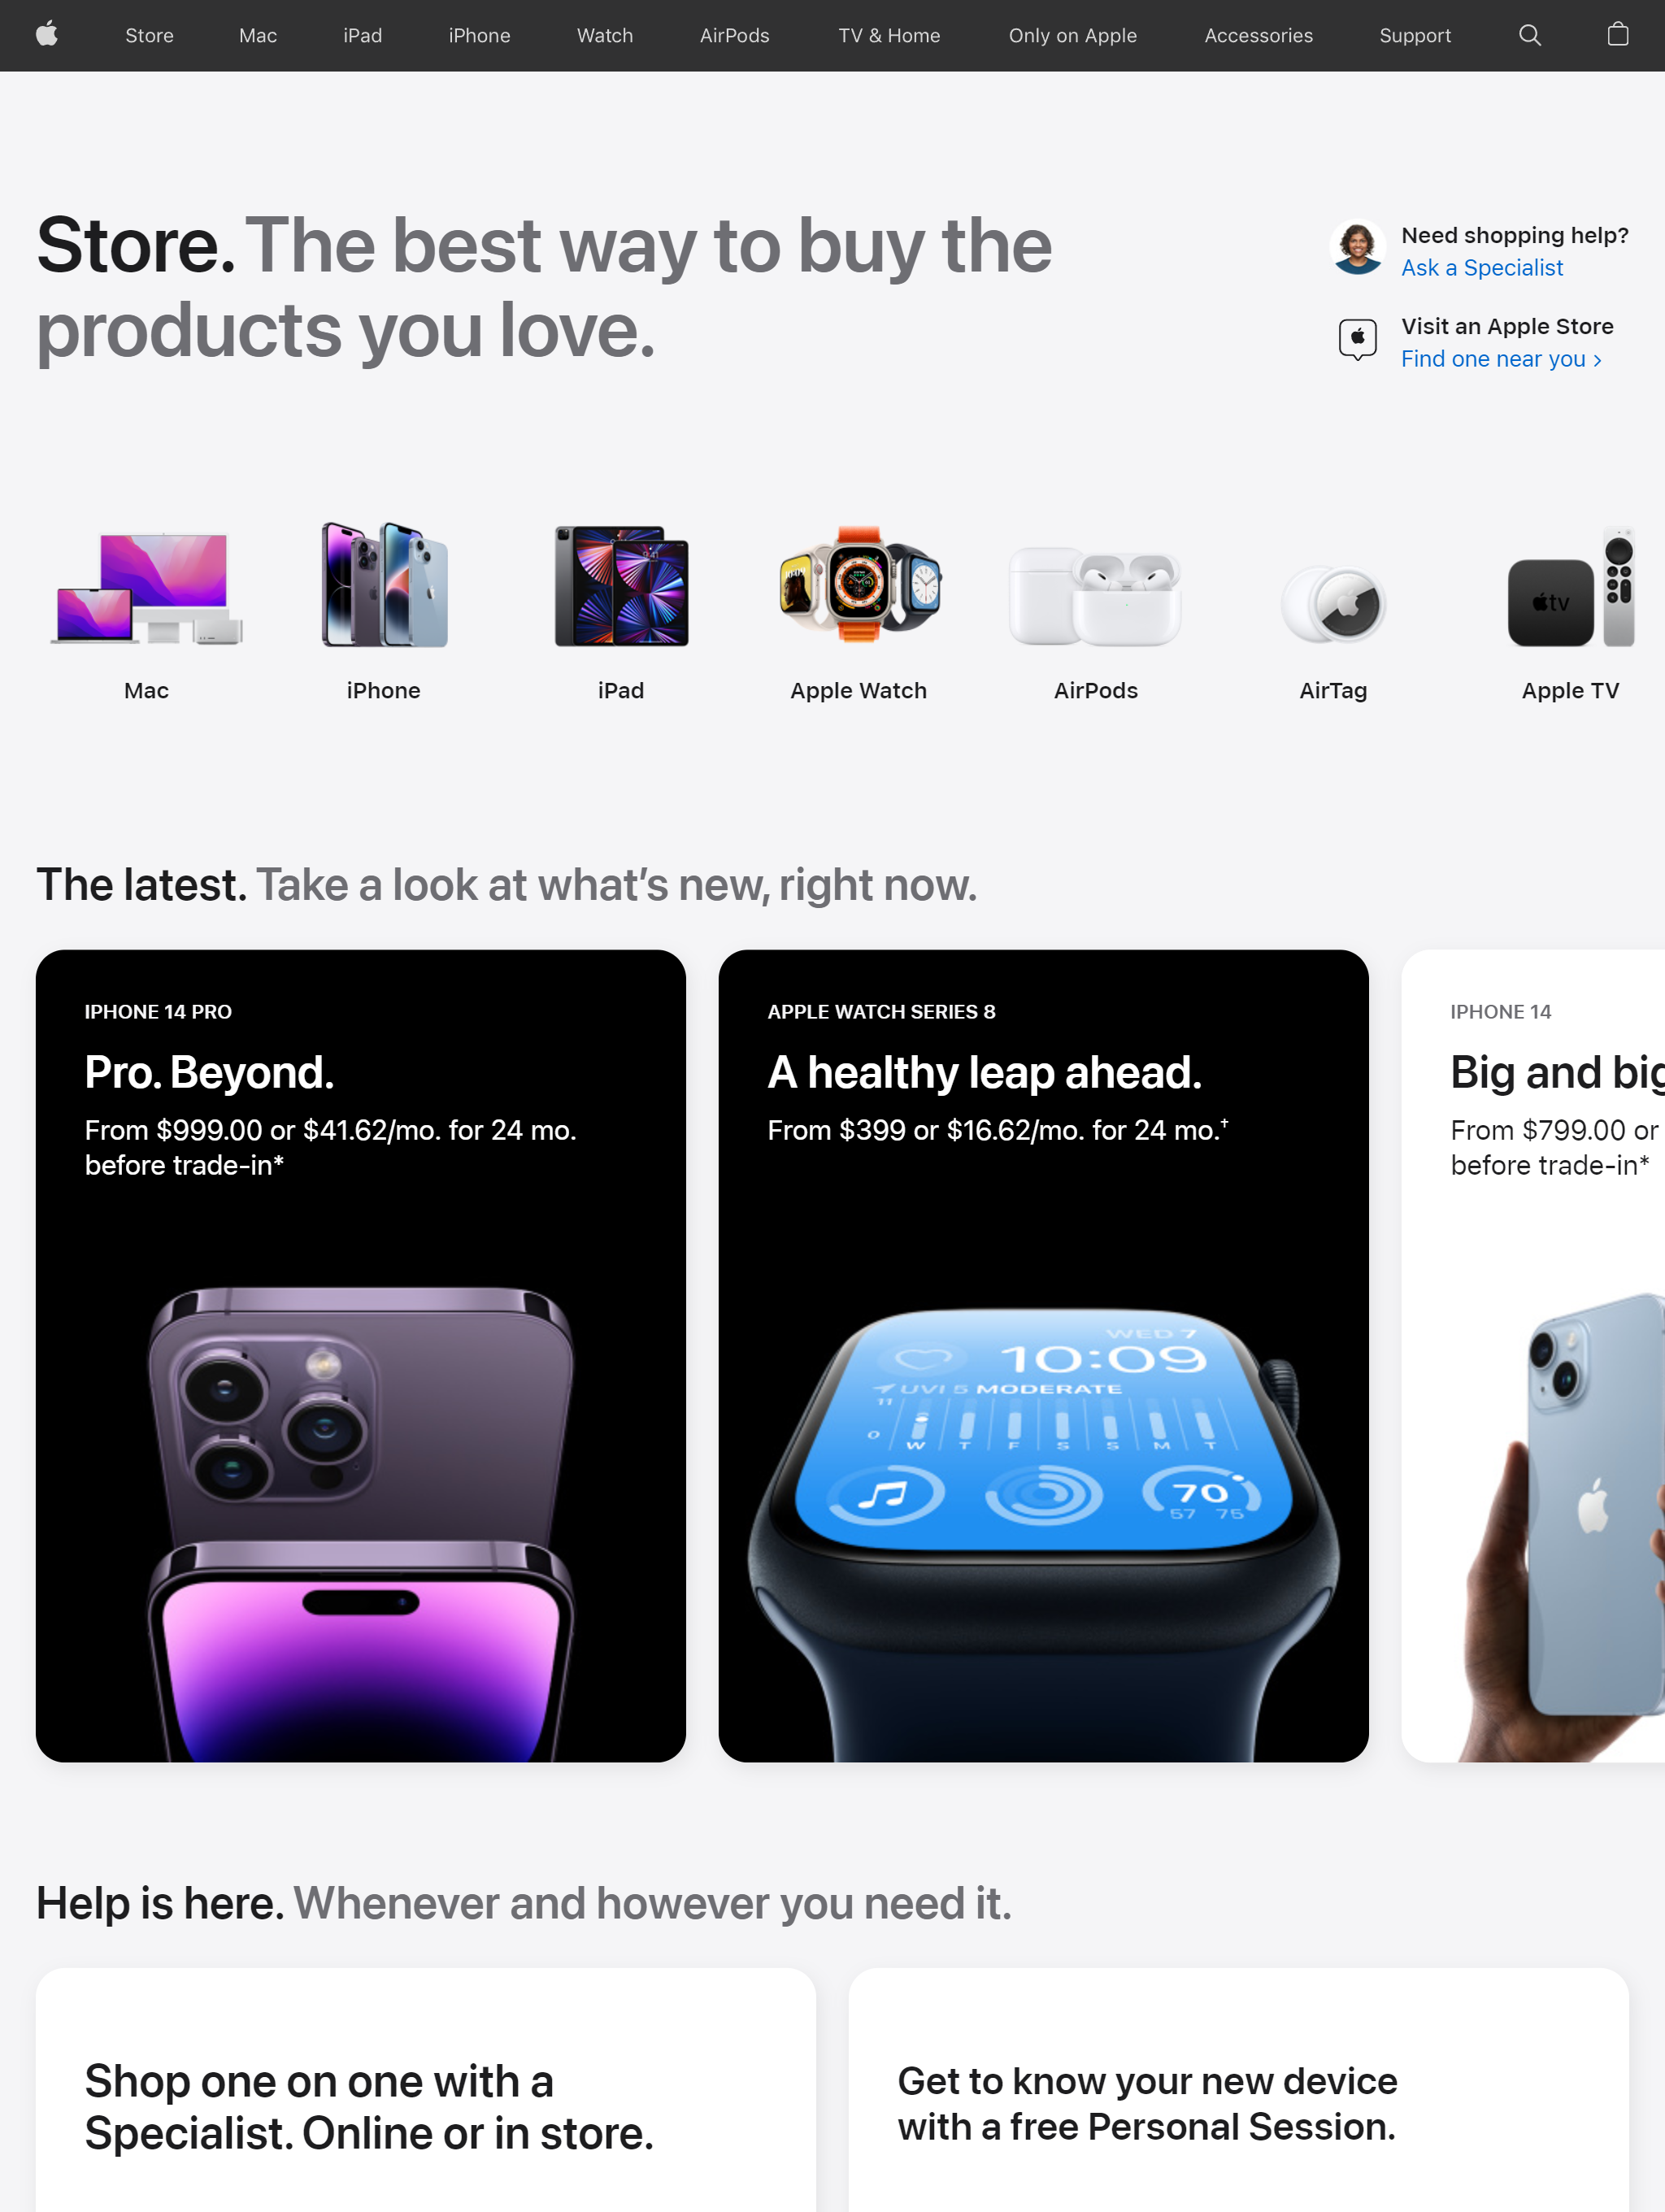 Store Mac iPad iPhone Watch AirPods TV & Home Only on Apple Accessories Support
Store. The best way to buy the
products you love.
Need shopping help?
Ask a Specialist
Visit an Apple Store
Find one near you ›
tv
Mac iPhone iPad Apple Watch AirPods AirTag Apple TV
The latest. Take a look at what’s new, right now.
IPHONE 14 PRO
Pro. Beyond.
From $999.00 or $41.62/mo. for 24 mo.
before trade-in*
APPLE WATCH SERIES 8
A healthy leap ahead.
From $399 or $16.62/mo. for 24 mo.†
WED 7
10:09
UVI 5 MODERATE
11
0
W T F S S M T
70
57 75
IPHONE 14
Big and big
From $799.00 or
before trade-in*
Help is here. Whenever and however you need it.
Shop one on one with a
Specialist. Online or in store.
Get to know your new device
with a free Personal Session.